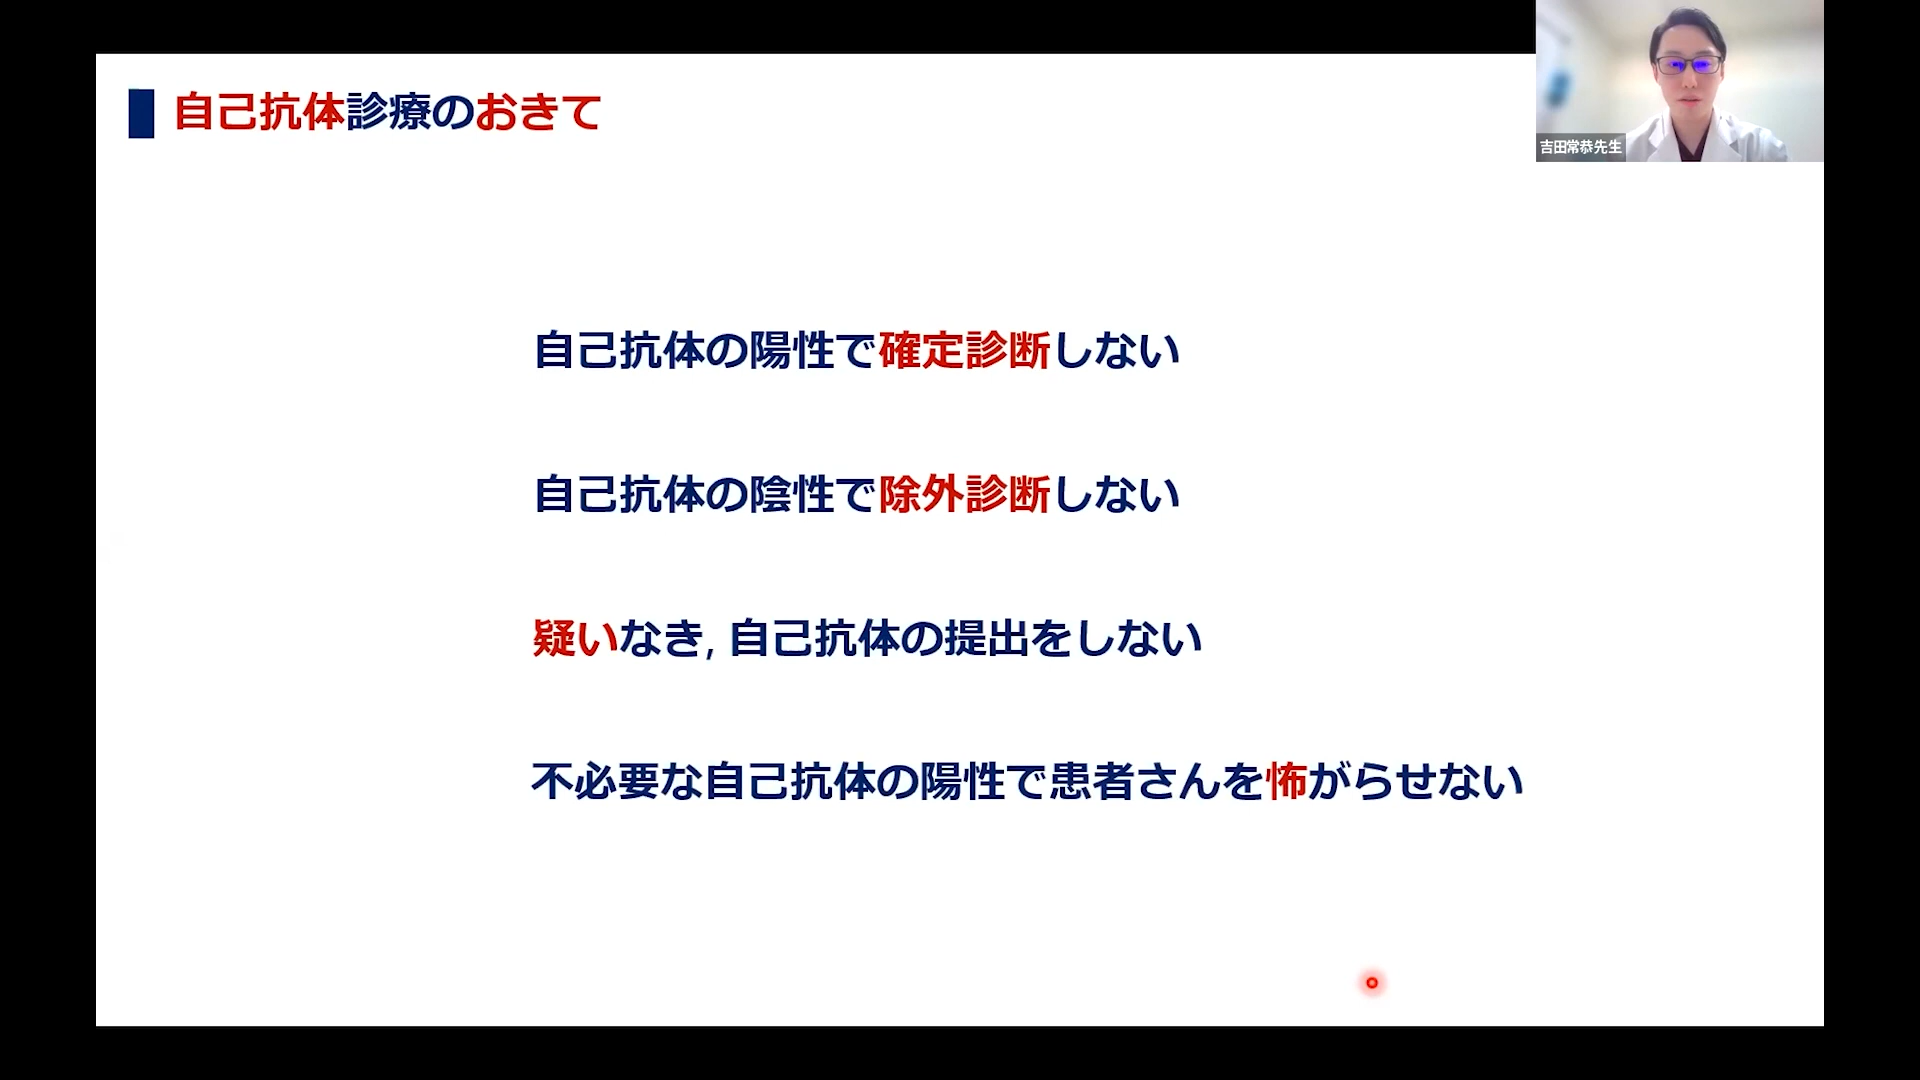 自己抗体診療のおきて
吉田常恭先生
自己抗体の陽性で確定診断しない
自己抗体の陰性で除外診断しない
疑いなき, 自己抗体の提出をしない
不必要な自己抗体の陽性で患者さんを怖がらせない